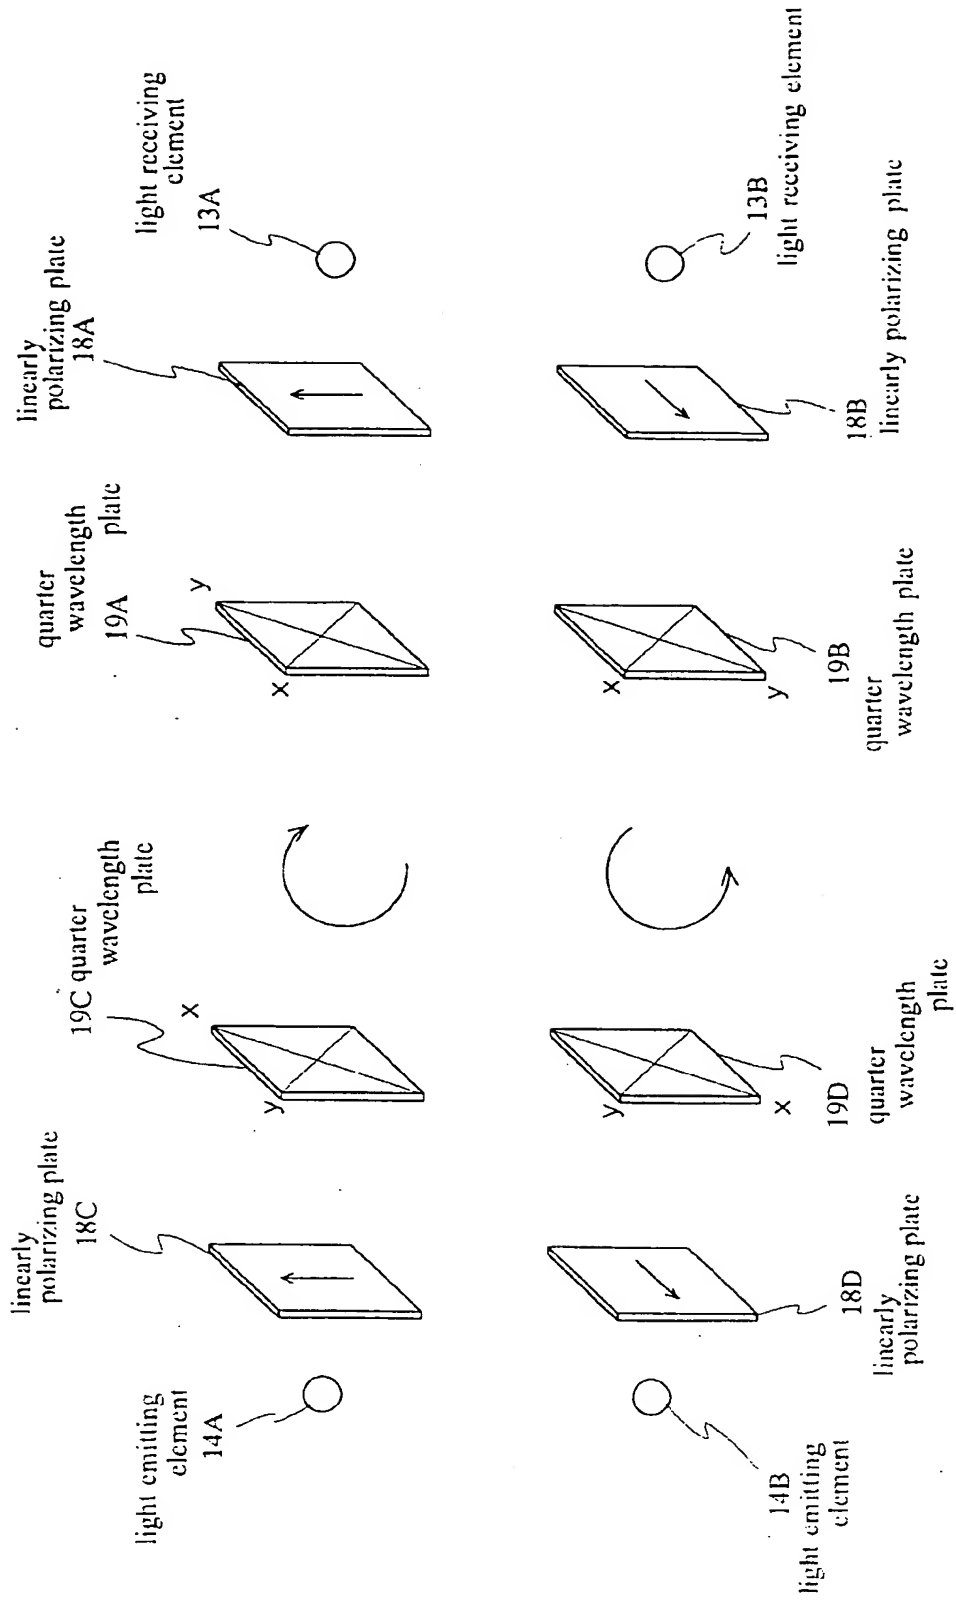 light emitting
element
14A
linearly
polarizing plate
18C
19C quarter
wavelength
plate
y
x
quarter
wavelength
plate
19A
x
y
linearly
polarizing plate
18A
light receiving
element
13A
14B
light emitting
element
18D
linearly
polarizing plate
y
x
19D
quarter
wavelength
plate
x
y
19B
quarter
wavelength plate
18B
linearly polarizing plate
13B
light receiving element